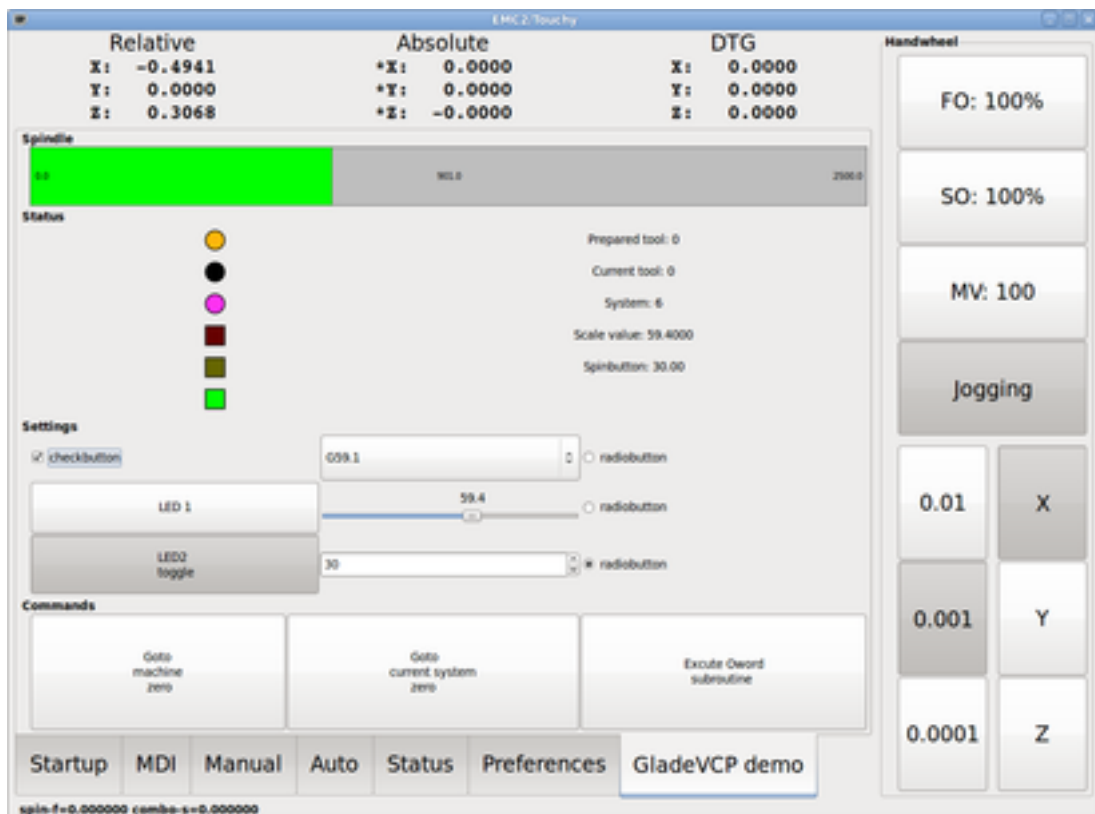 EMC2/Touchy
Relative Absolute DTG
X: -0.4941 *X: 0.0000 X: 0.0000
Y: 0.0000 *Y: 0.0000 Y: 0.0000
Z: 0.3068 *Z: -0.0000 Z: 0.0000
Spindle
0.0 901.0 2500.0
Status
Prepared tool: 0
Current tool: 0
System: 6
Scale value: 59.4000
Spinbutton: 30.00
Settings
checkbutton G59.1 radiobutton
LED 1 59.4 radiobutton
LED2
toggle
30 radiobutton
Commands
Goto
machine
zero
Goto
current system
zero
Excute Oword
subroutine
Startup MDI Manual Auto Status Preferences GladeVCP demo
spin-f=0.000000 combo-s=0.000000
Handwheel
FO: 100%
SO: 100%
MV: 100
Jogging
0.01 X
0.001 Y
0.0001 Z